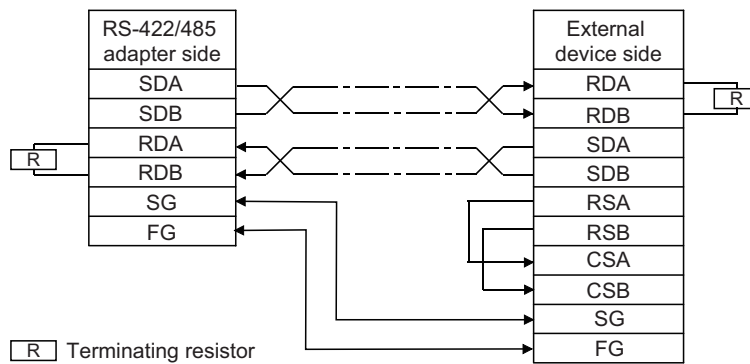 RS-422/485
adapter side
SDA
SDB
RDA
RDB
SG
FG
R
External
device side
RDA
RDB
SDA
SDB
RSA
RSB
CSA
CSB
SG
FG
R
R Terminating resistor